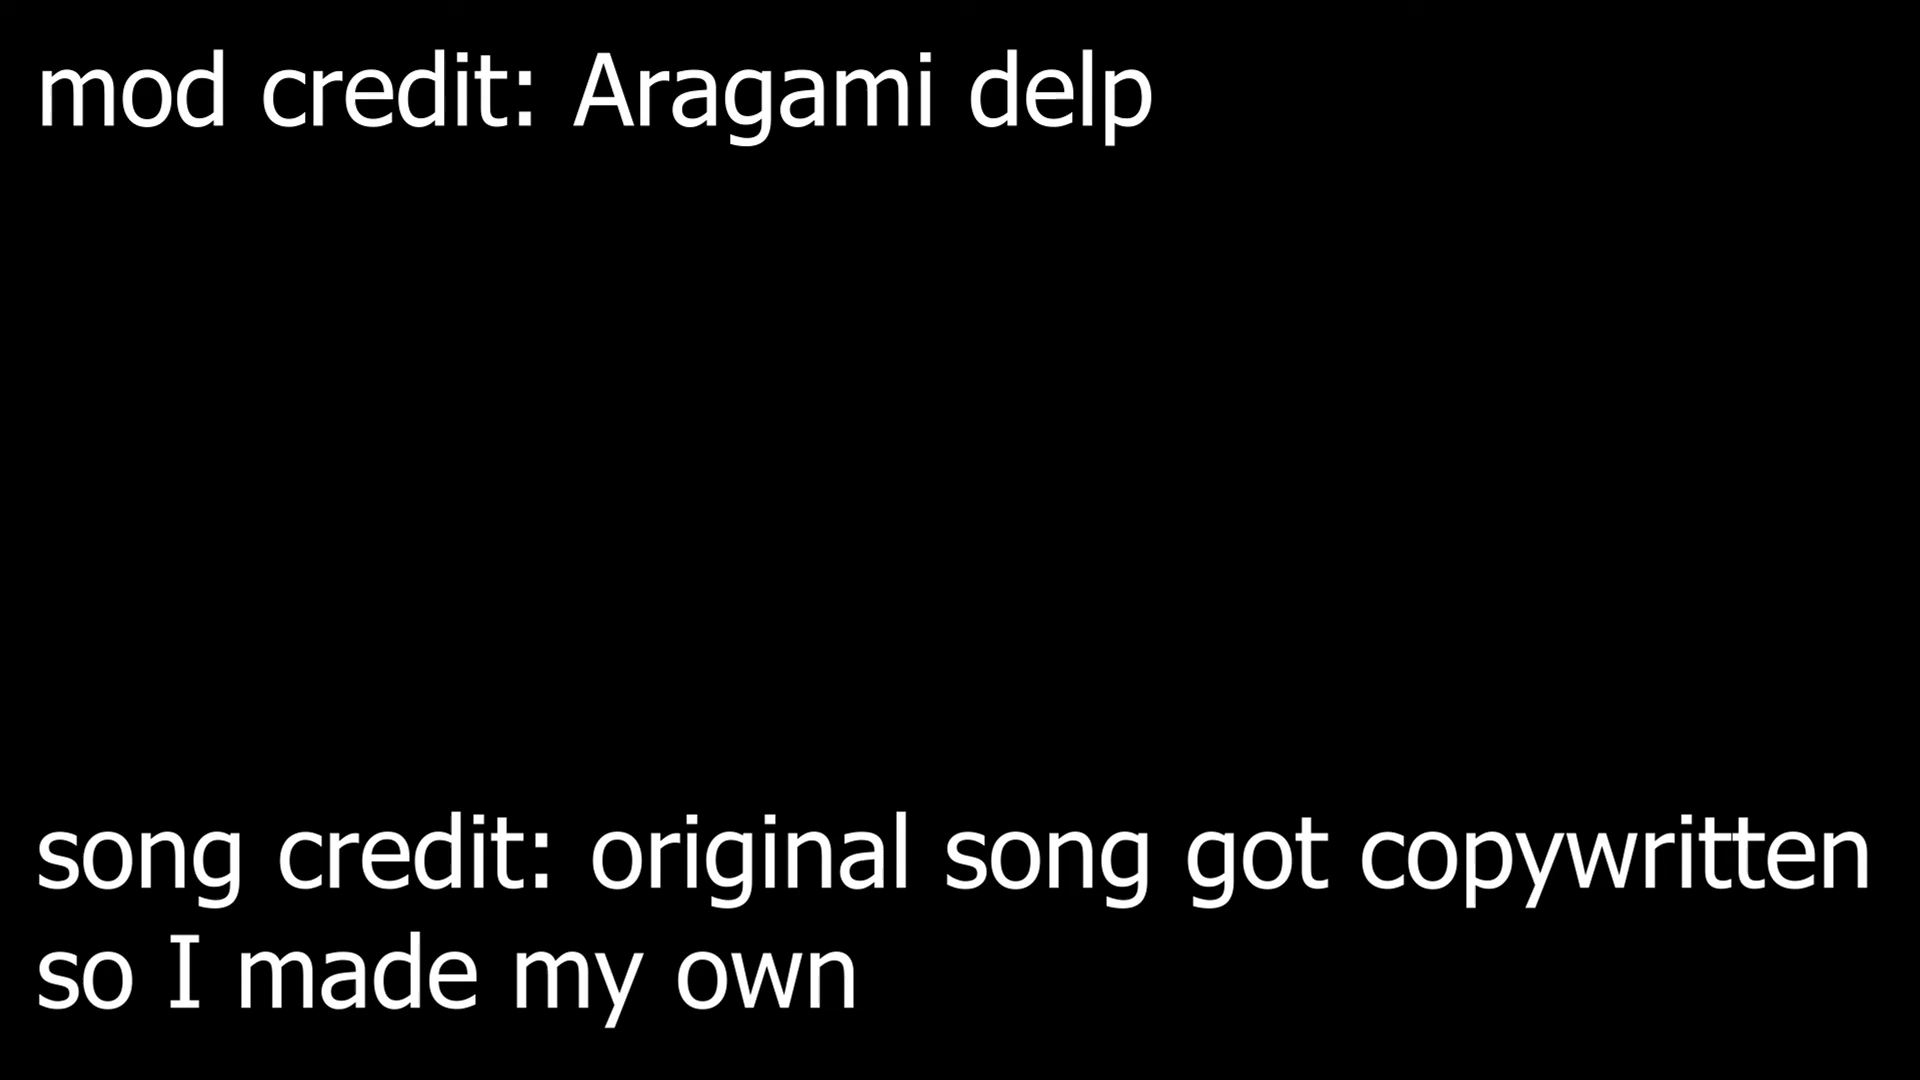 mod credit: Aragami delp
song credit: original song got copywritten
so I made my own